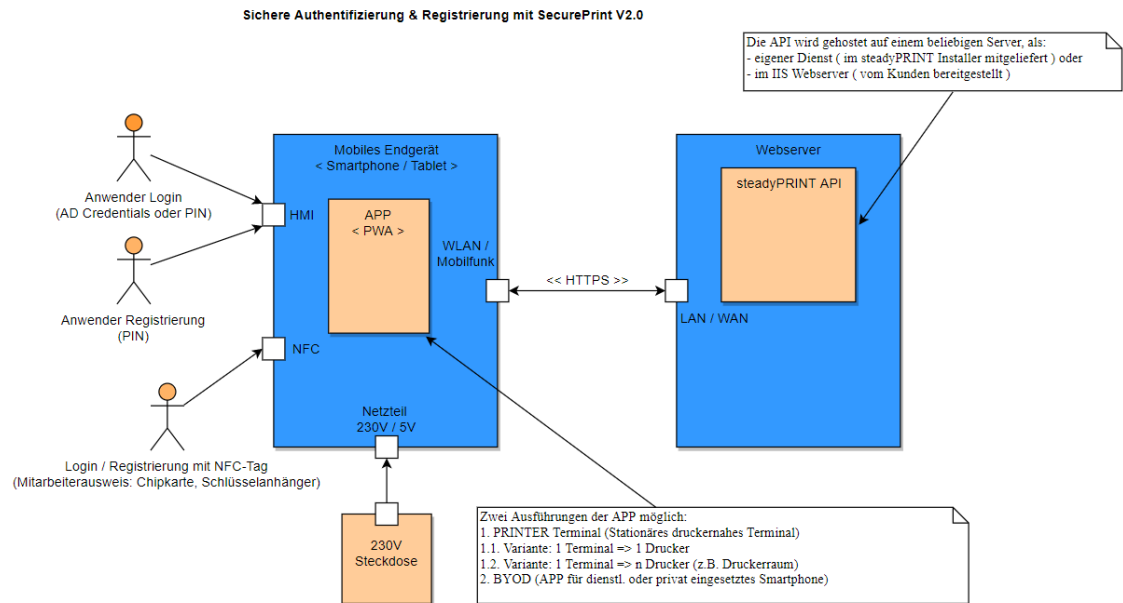 Sichere Authentifizierung & Registrierung mit SecurePrint V2.0
Die API wird gehostet auf einem beliebigen Server, als:
- eigener Dienst ( im steadyPRINT Installer mitgeliefert ) oder
- im IIS Webserver ( vom Kunden bereitgestellt )
Mobiles Endgerät
< Smartphone / Tablet >
Webserver
steadyPRINT API
Anwender Login
(AD Credentials oder PIN)
HMI
APP
< PWA >
WLAN /
Mobilfunk
<< HTTPS >>
LAN / WAN
Anwender Registrierung
(PIN)
NFC
Netzteil
230V / 5V
Login / Registrierung mit NFC-Tag
(Mitarbeiterausweis: Chipkarte, Schlüsselanhänger)
230V
Steckdose
Zwei Ausführungen der APP möglich:
1. PRINTER Terminal (Stationäres druckernahes Terminal)
1.1. Variante: 1 Terminal => 1 Drucker
1.2. Variante: 1 Terminal => n Drucker (z.B. Druckerraum)
2. BYOD (APP für dienstl. oder privat eingesetztes Smartphone)